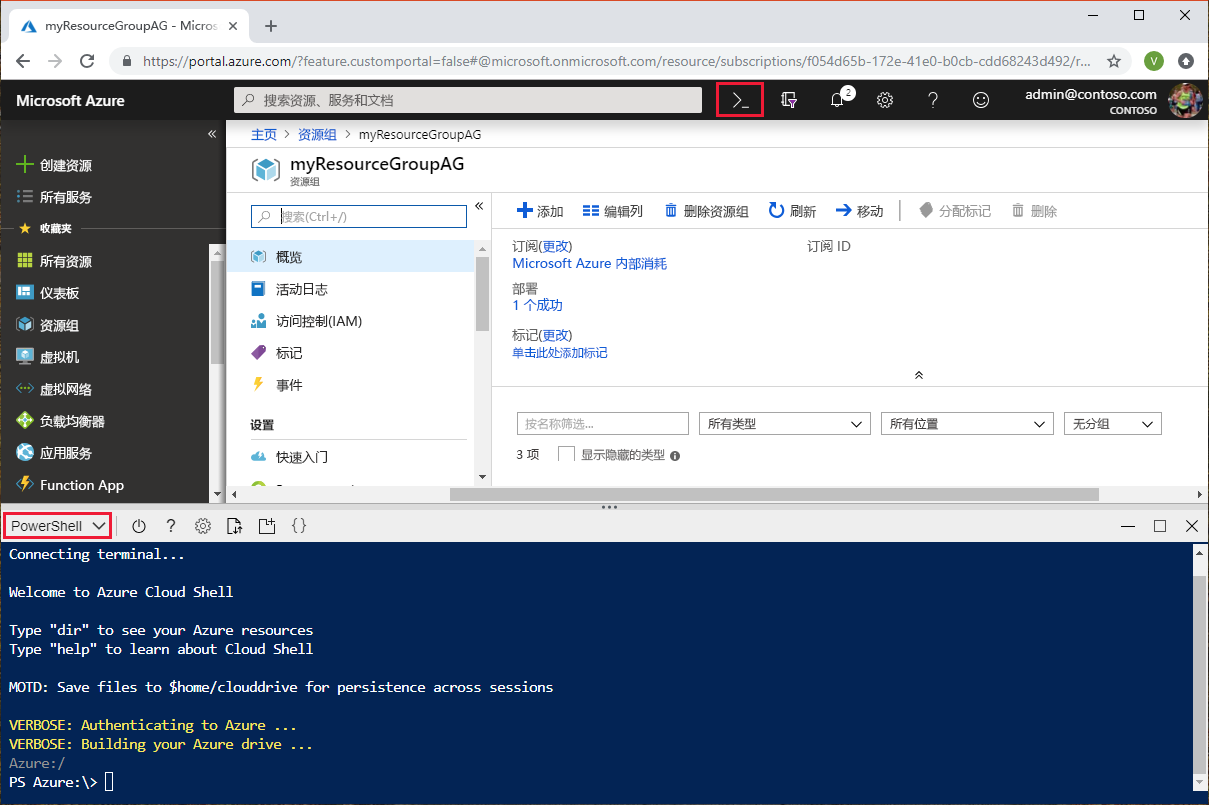 myResourceGroupAG - Micros
https://portal.azure.com/?feature.customportal=false#@microsoft.onmicrosoft.com/resource/subscriptions/f054d65b-172e-41e0-b0cb-cdd68243d492/r...
V
Microsoft Azure
搜索资源、服务和文档
2
admin@contoso.com
CONTOSO
主页 > 资源组 > myResourceGroupAG
myResourceGroupAG
资源组
创建资源
所有服务
收藏夹
所有资源
仪表板
资源组
虚拟机
虚拟网络
负载均衡器
应用服务
Function App
搜索(Ctrl+/)
概览
活动日志
访问控制(IAM)
标记
事件
设置
快速入门
添加 编辑列 删除资源组 刷新 移动 分配标记 删除
订阅(更改)
Microsoft Azure 内部消耗
订阅 ID
部署
1 个成功
标记(更改)
单击此处添加标记
按名称筛选... 所有类型 所有位置 无分组
3 项 显示隐藏的类型
PowerShell
Connecting terminal...
Welcome to Azure Cloud Shell
Type "dir" to see your Azure resources
Type "help" to learn about Cloud Shell
MOTD: Save files to $home/clouddrive for persistence across sessions
VERBOSE: Authenticating to Azure ...
VERBOSE: Building your Azure drive ...
Azure:/
PS Azure:\>